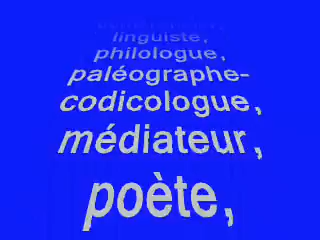 linguiste,
philologue,
paléographe-
codicologue,
médiateur,
poète,